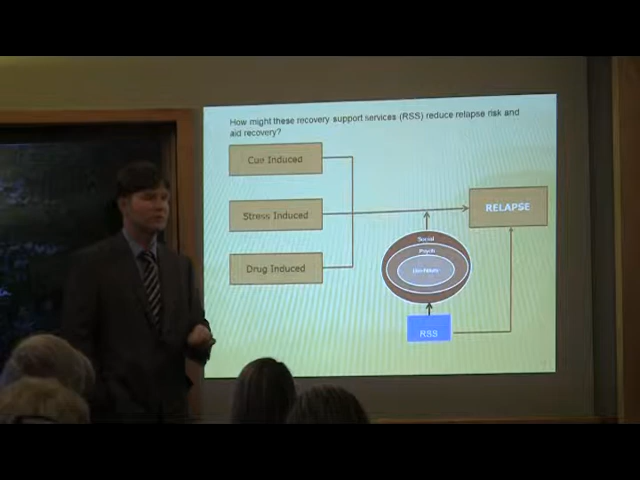 How might these recovery support services (RSS) reduce relapse risk and
aid recovery?
Cue Induced
Stress Induced
RELAPSE
Social
Psych
Drug Induced
RSS